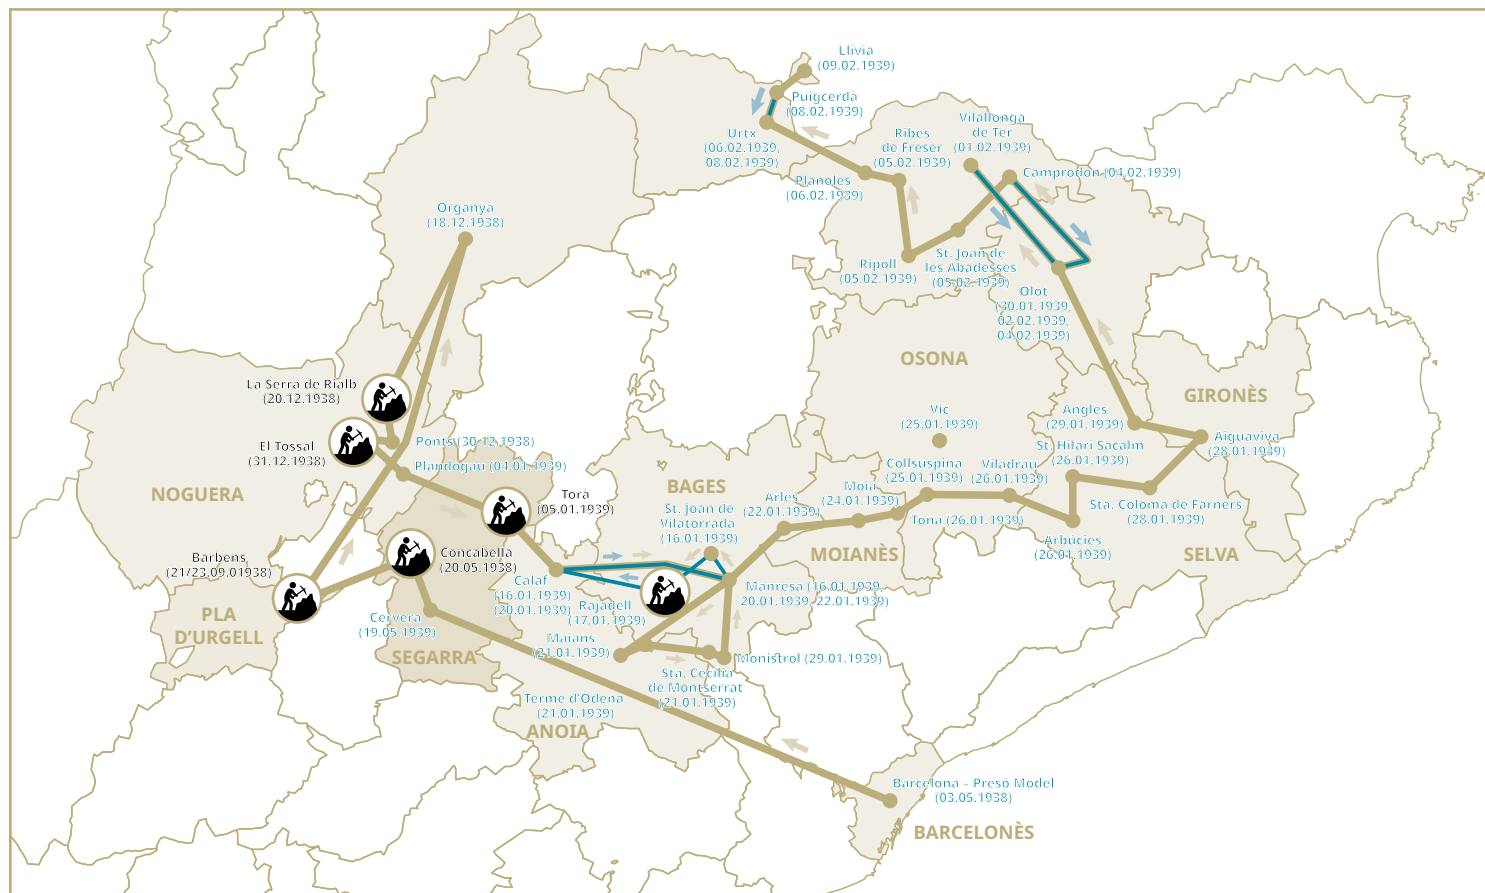 Llívia
(09.02.1939)
Puigcerdà
(08.02.1939)
Urtx
(06.02.1939,
08.02.1939)
Ribes
de Freser
(05.02.1939)
Vilallonga
de Ter
(01.02.1939)
Camprodon (04.02.1939)
Planoles
(06.02.1939)
Organya
(18.12.1938)
Ripoll
(05.02.1939)
St. Joan de
les Abadesses
(05.02.1939)
Olot
(30.01.1939,
02.02.1939,
04.02.1939)
OSONA
GIRONÈS
La Serra de Rialb
(20.12.1938)
El Tossal
(31.12.1938)
Ponts (30.12.1938)
Plandogau (04.01.1939)
Vic
(25.01.1939)
Angles
(29.01.1939)
Aiguaviva
(28.01.1939)
St. Hilari Sacalm
(26.01.1939)
NOGUERA
Torà
(05.01.1939)
BAGES
St. Joan de
Vilatorrada
(16.01.1939)
Arles
(22.01.1939)
Moia
(24.01.1939)
Collsuspina
(25.01.1939)
Viladrau
(26.01.1939)
Tona (26.01.1939)
Sta. Coloma de Farners
(28.01.1939)
Arbucies
(26.01.1939)
MOIANÈS
SELVA
Barbens
(21/23.09.01938)
Concabella
(20.05.1938)
Calaf
(16.01.1939)
(20.01.1939)
Rajadell
(17.01.1939)
Manresa (16.01.1939,
20.01.1939, 22.01.1939)
PLA
D'URGELL
Cervera
(19.05.1939)
SEGARRA
Maians
(21.01.1939)
Monistrol (29.01.1939)
Sta. Cecilia
de Montserrat
(21.01.1939)
Terme d'Odena
(21.01.1939)
ANOIA
Barcelona - Presó Model
(03.05.1938)
BARCELONÈS